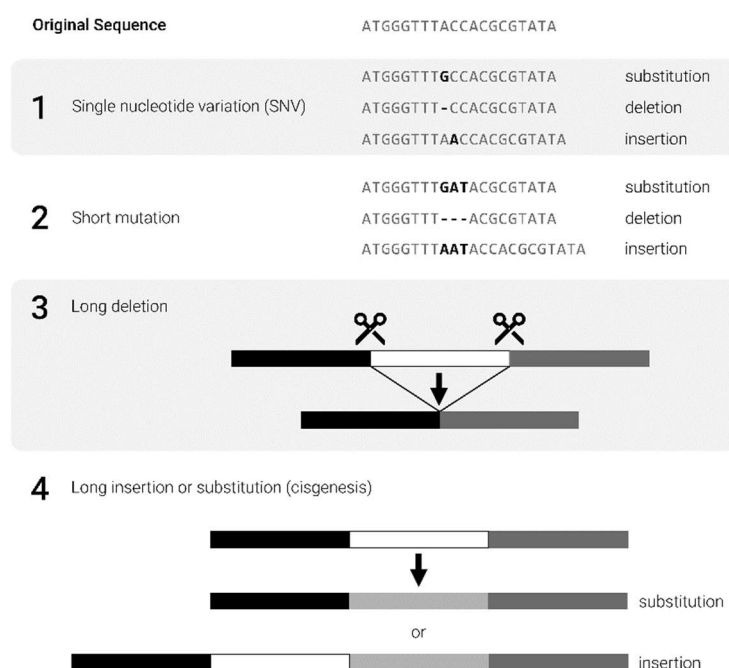 Original Sequence ATGGGTTTACCACGCGTATA
1 Single nucleotide variation (SNV)
ATGGGTTTGCCACGCGTATA substitution
ATGGGTTT-CCACGCGTATA deletion
ATGGGTTTAACCACGCGTATA insertion
2 Short mutation
ATGGGTTTGATACGCGTATA substitution
ATGGGTTT---ACGCGTATA deletion
ATGGGTTTAATACCACGCGTATA insertion
3 Long deletion
4 Long insertion or substitution (cisgenesis)
substitution
or
insertion